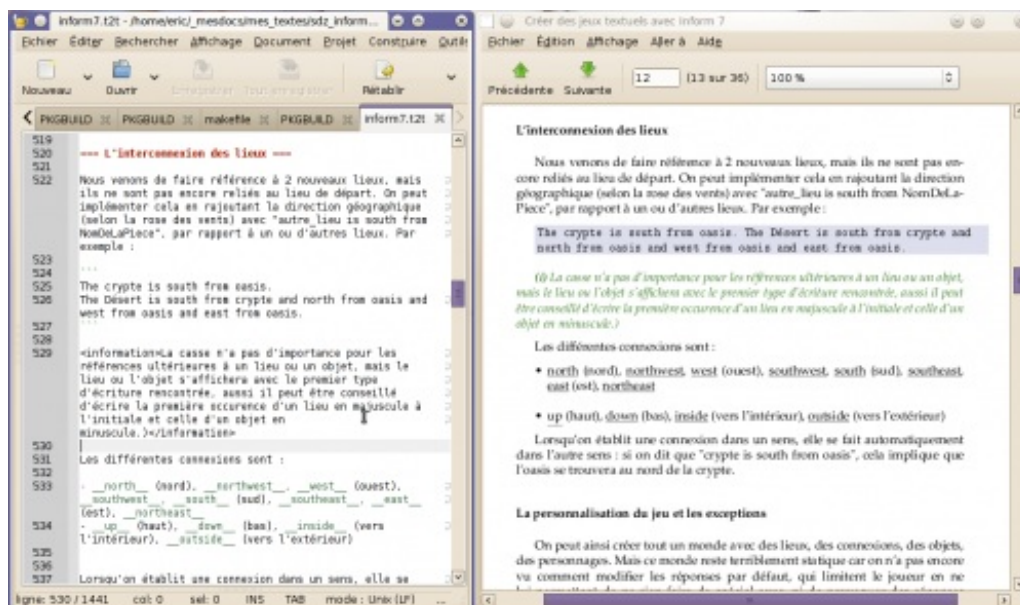 inform7.t2t - /home/eric/_mesdocs/mes_textes/sdz_inform...
Fichier Éditer Rechercher Affichage Document Projet Construire Outils
Nouveau Ouvrir Enregistrer Tout enregistrer Rétablir
PKGBUILD PKGBUILD makefile PKGBUILD inform7.t2t
519
520 === L'interconnexion des lieux ===
521
522 Nous venons de faire référence à 2 nouveaux lieux, mais
ils ne sont pas encore reliés au lieu de départ. On peut
implémenter cela en rajoutant la direction géographique
(selon la rose des vents) avec "autre_lieu is south from
NomDeLaPiece", par rapport à un ou d'autres lieux. Par
exemple :
523
524 ```
525 The crypte is south from oasis.
526 The Désert is south from crypte and north from oasis and
west from oasis and east from oasis.
527 ```
528
529 <information>La casse n'a pas d'importance pour les
références ultérieures à un lieu ou un objet, mais le
lieu ou l'objet s'affichera avec le premier type
d'écriture rencontrée, aussi il peut être conseillé
d'écrire la première occurence d'un lieu en majuscule à
l'initiale et celle d'un objet en
minuscule.)</information>
530
531 Les différentes connexions sont :
532
533 - __north__ (nord), __northwest__, __west__ (ouest),
__southwest__, __south__ (sud), __southeast__, __east__
(est), __northeast__
534 - __up__ (haut), __down__ (bas), __inside__ (vers
l'intérieur), __outside__ (vers l'extérieur)
535
536
537 Lorsqu'on établit une connexion dans un sens, elle se
ligne: 530 / 1441 col: 0 sel: 0 INS TAB mode : Unix (LF) ...
Créer des jeux textuels avec Inform 7
Fichier Édition Affichage Aller à Aide
Précédente Suivante 12 (13 sur 36) 100 %
L'interconnexion des lieux
Nous venons de faire référence à 2 nouveaux lieux, mais ils ne sont pas en-
core reliés au lieu de départ. On peut implémenter cela en rajoutant la direction
géographique (selon la rose des vents) avec "autre_lieu is south from NomDeLa-
Piece", par rapport à un ou d'autres lieux. Par exemple :
The crypte is south from oasis. The Désert is south from crypte and
north from oasis and west from oasis and east from oasis.
(i) La casse n'a pas d'importance pour les références ultérieures à un lieu ou un objet,
mais le lieu ou l'objet s'affichera avec le premier type d'écriture rencontrée, aussi il peut
être conseillé d'écrire la première occurence d'un lieu en majuscule à l'initiale et celle d'un
objet en minuscule.)
Les différentes connexions sont :
• north (nord), northwest, west (ouest), southwest, south (sud), southeast,
east (est), northeast
• up (haut), down (bas), inside (vers l'intérieur), outside (vers l'extérieur)
Lorsqu'on établit une connexion dans un sens, elle se fait automatiquement
dans l'autre sens : si on dit que "crypte is south from oasis", cela implique que
l'oasis se trouvera au nord de la crypte.
La personnalisation du jeu et les exceptions
On peut ainsi créer tout un monde avec des lieux, des connexions, des objets,
des personnages. Mais ce monde reste terriblement statique car on n'a pas encore
vu comment modifier les réponses par défaut, qui limitent le joueur en ne